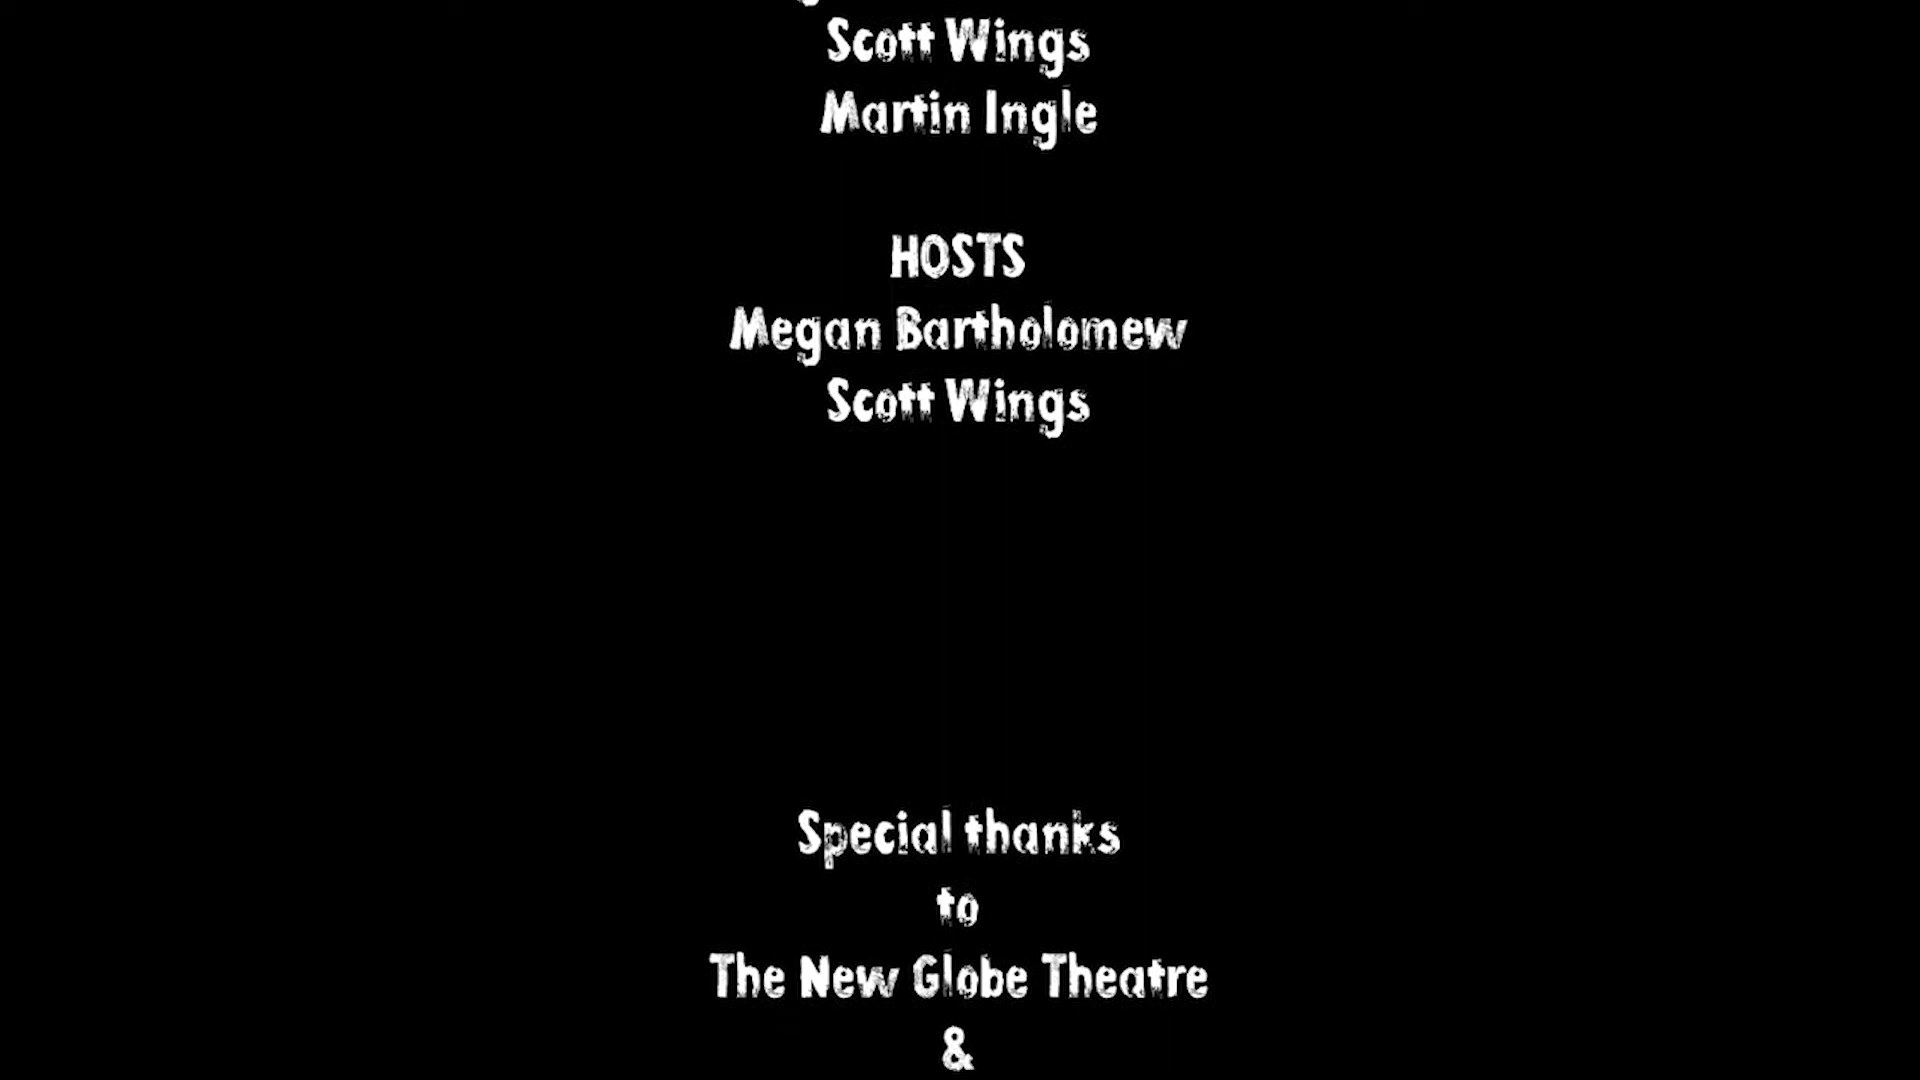 Scott Wings
Martin Ingle
HOSTS
Megan Bartholomew
Scott Wings
Special thanks
to
The New Globe Theatre
&